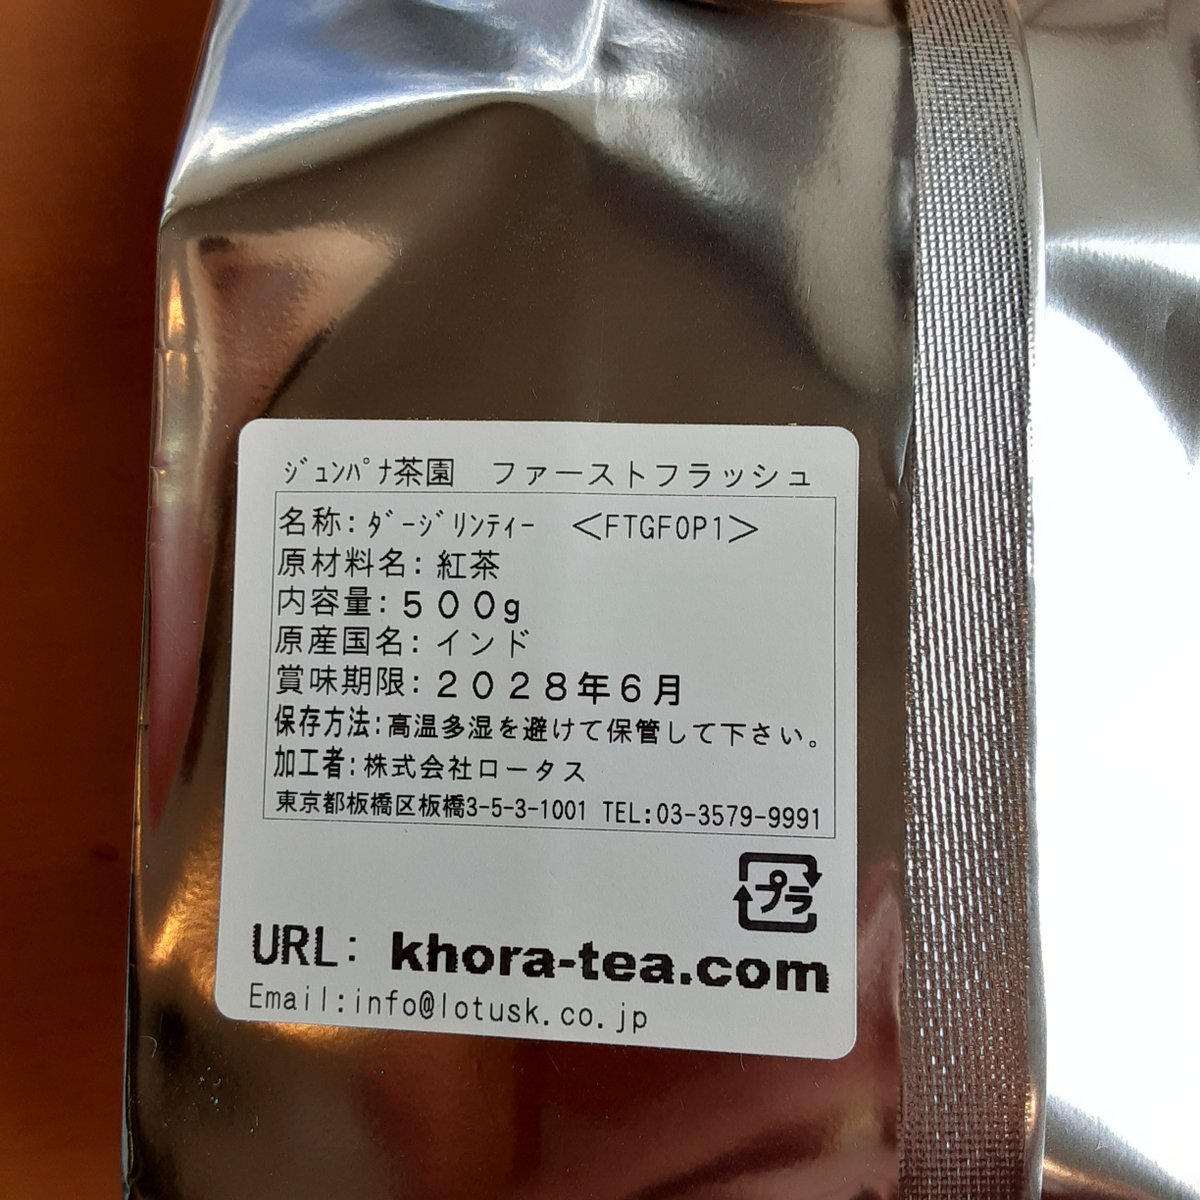 ｼﾞｭﾝﾊﾟﾅ茶園　ファーストフラッシュ
名称:ﾀﾞｰｼﾞﾘﾝﾃｨｰ　＜FTGFOP1＞
原材料名:紅茶
内容量:５００g
原産国名:インド
賞味期限:２０２８年６月
保存方法:高温多湿を避けて保管して下さい。
加工者:株式会社ロータス
東京都板橋区板橋3-5-3-1001 TEL:03-3579-9991
プラ
URL: khora-tea.com
Email:info@lotusk.co.jp